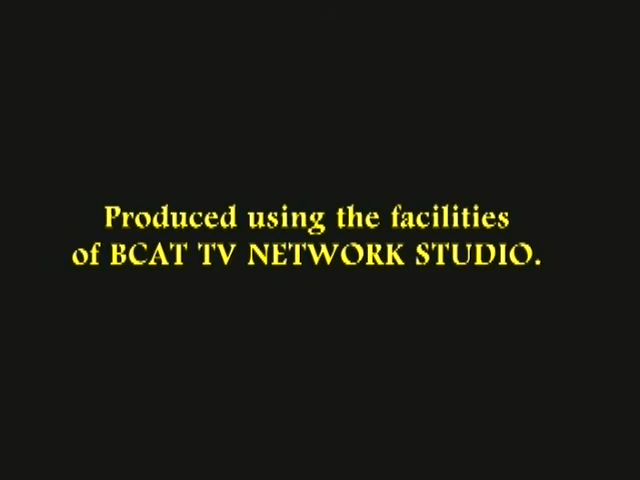 Produced using the facilities
of BCAT TV NETWORK STUDIO.